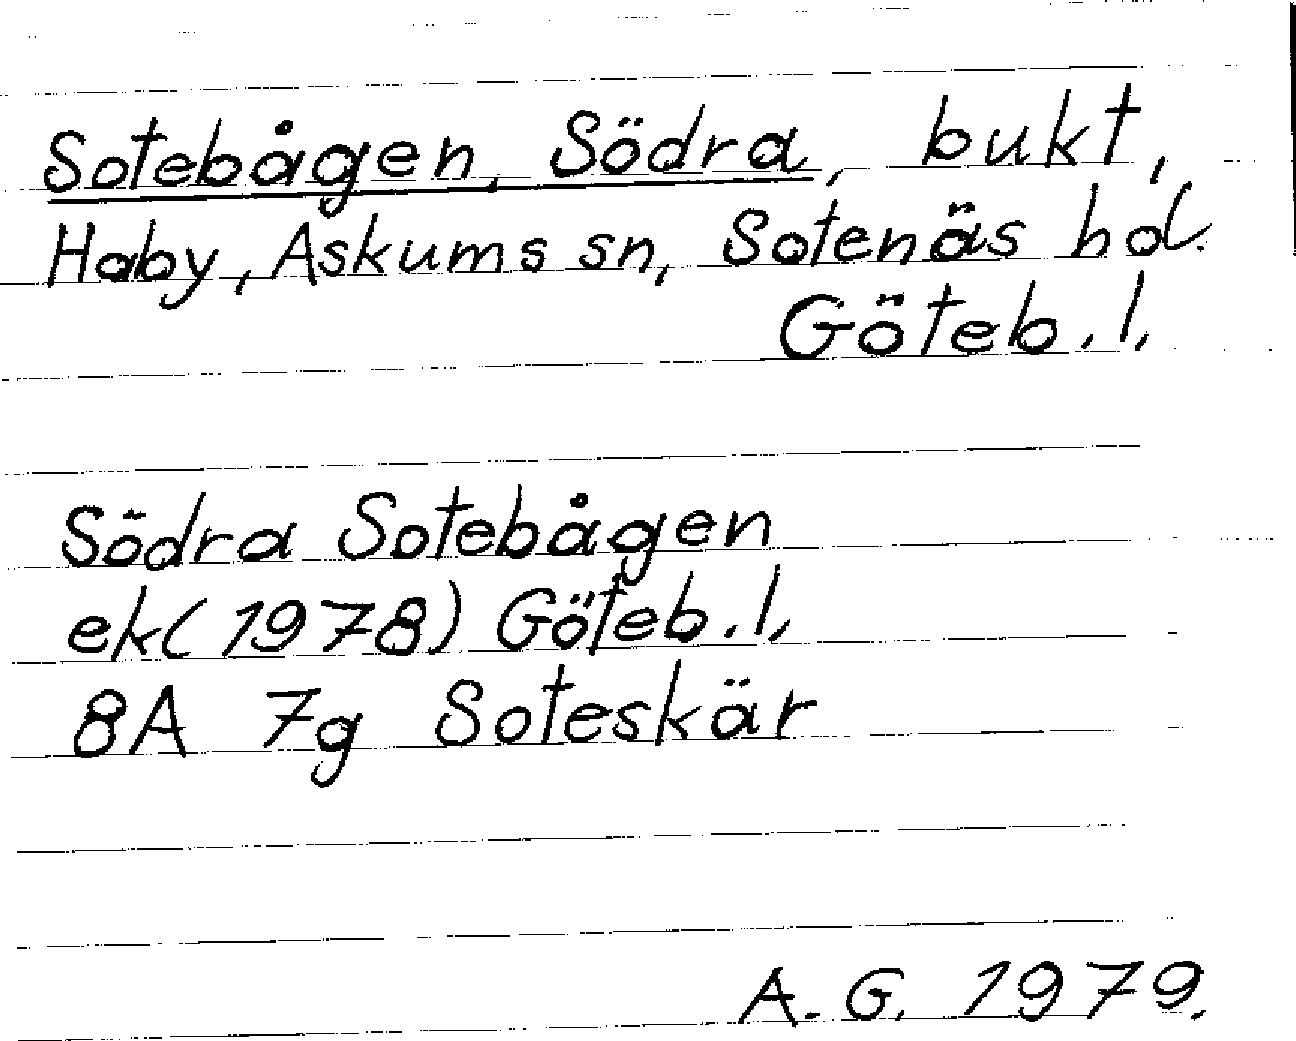 Sotebågen, Södra, bukt,
Haby, Askums sn, Sotenäs hd.
Göteb. l.
Södra Sotebågen
ek (1978) Göteb. l.
8A 7g Soteskär
A. G. 1979.